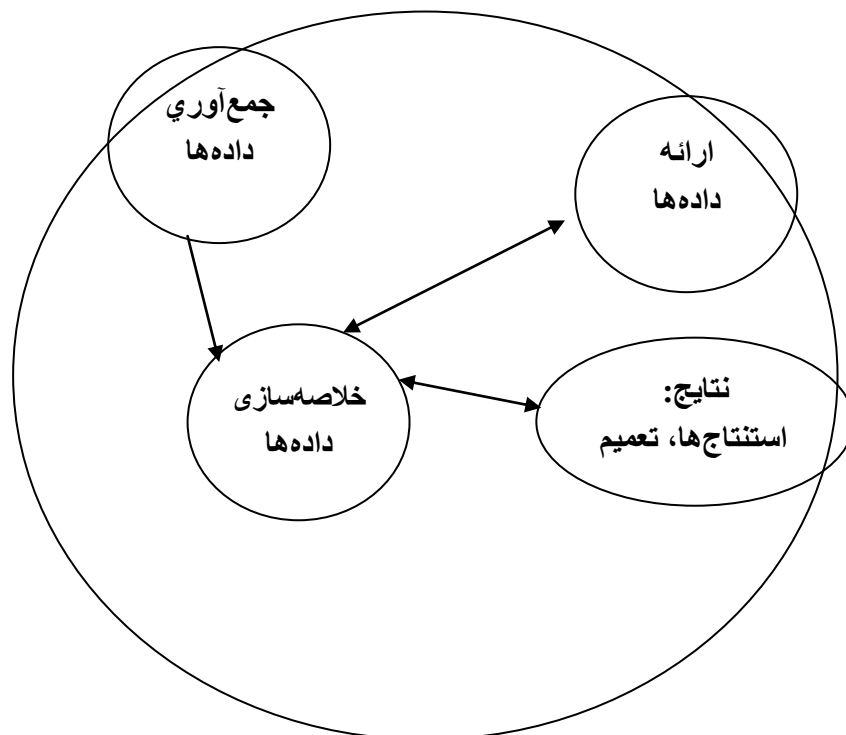 جمع‌آوري
داده‌ها
ارائه
داده‌ها
خلاصه‌سازی
داده‌ها
نتايج:
استنتاج‌ها، تعميم